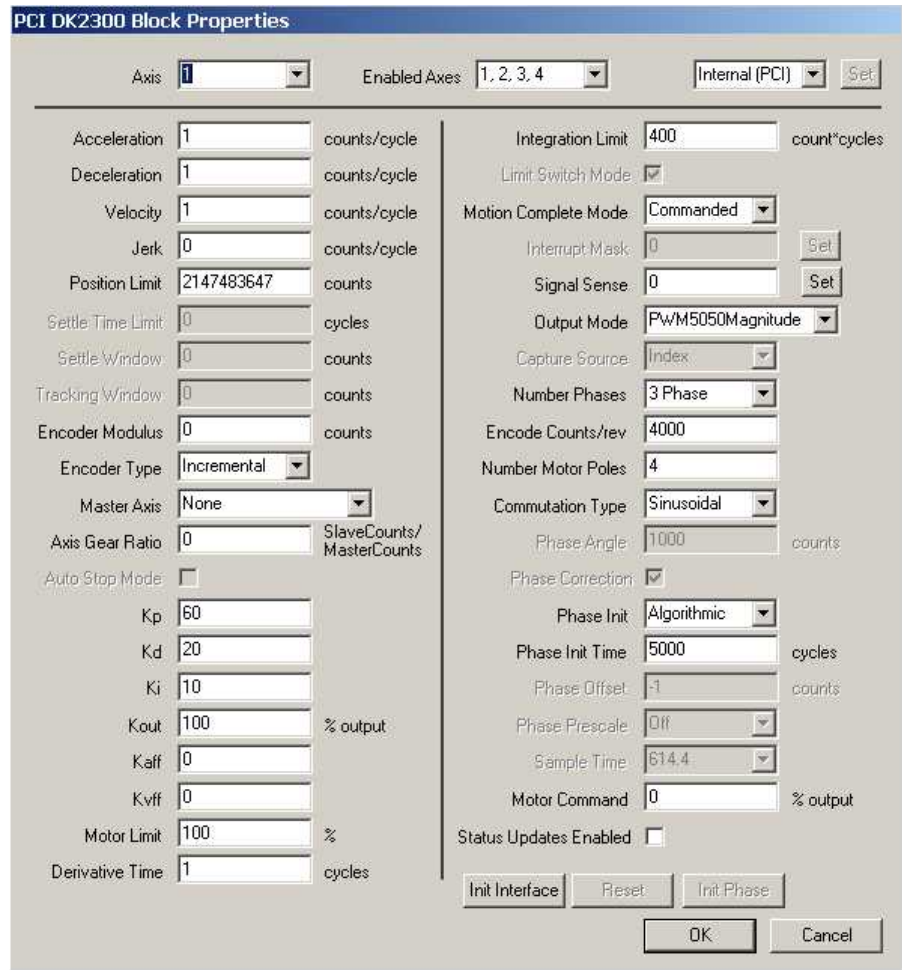 PCI DK2300 Block Properties
Axis 1 Enabled Axes 1, 2, 3, 4 Internal (PCI) Set
Acceleration 1 counts/cycle
Deceleration 1 counts/cycle
Velocity 1 counts/cycle
Jerk 0 counts/cycle
Position Limit 2147483647 counts
Settle Time Limit 0 cycles
Settle Window 0 counts
Tracking Window 0 counts
Encoder Modulus 0 counts
Encoder Type Incremental
Master Axis None
Axis Gear Ratio 0 SlaveCounts/
MasterCounts
Auto Stop Mode
Kp 60
Kd 20
Ki 10
Kout 100 % output
Kaff 0
Kvff 0
Motor Limit 100 %
Derivative Time 1 cycles
Integration Limit 400 count*cycles
Limit Switch Mode
Motion Complete Mode Commanded
Interrupt Mask 0 Set
Signal Sense 0 Set
Output Mode PWM5050Magnitude
Capture Source Index
Number Phases 3 Phase
Encode Counts/rev 4000
Number Motor Poles 4
Commutation Type Sinusoidal
Phase Angle 1000 counts
Phase Correction
Phase Init Algorithmic
Phase Init Time 5000 cycles
Phase Offset -1 counts
Phase Prescale Off
Sample Time 614.4
Motor Command 0 % output
Status Updates Enabled
Init Interface Reset Init Phase
OK Cancel